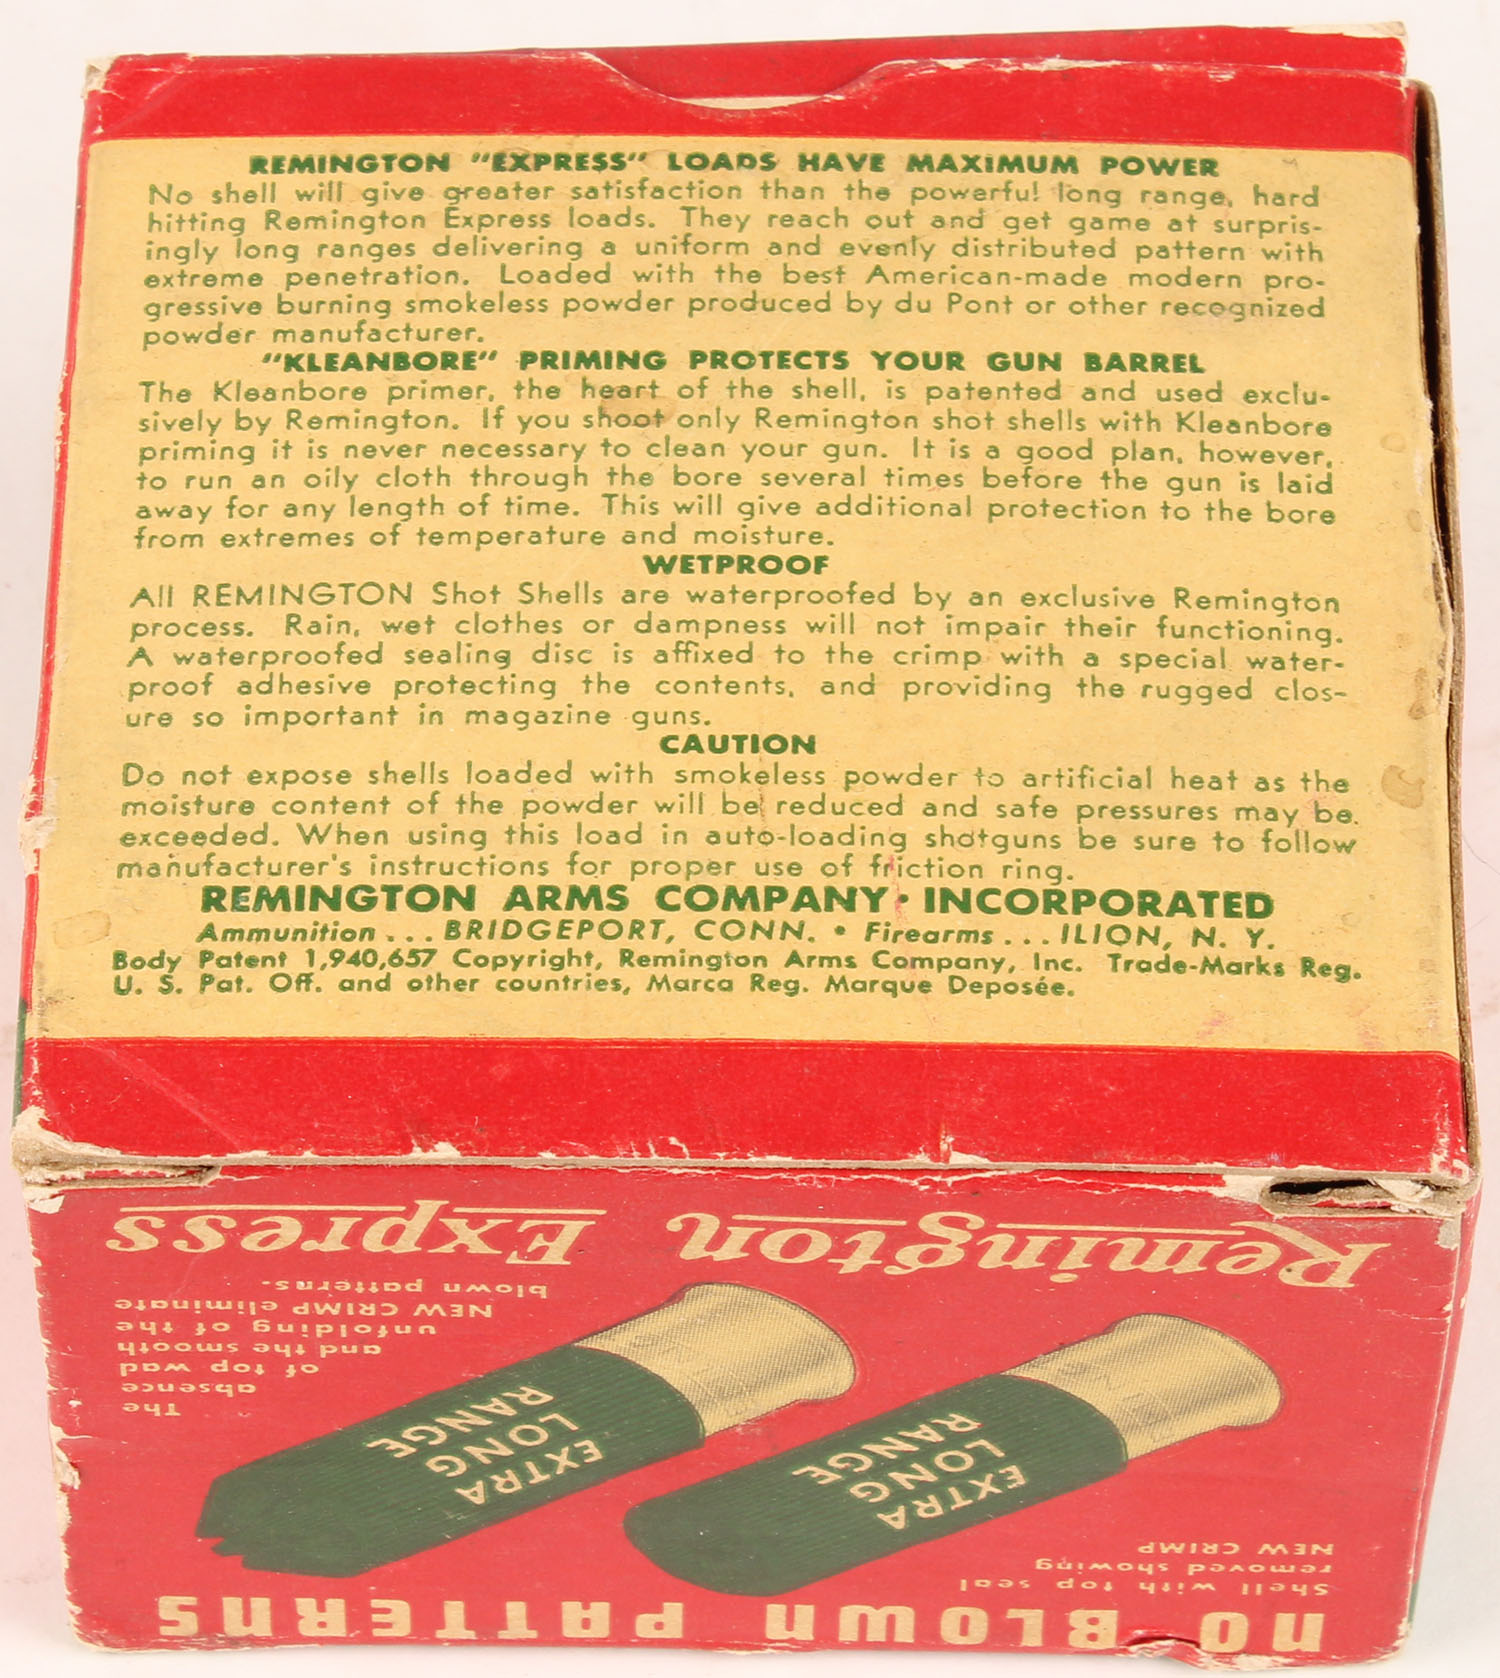 REMINGTON "EXPRESS" LOADS HAVE MAXIMUM POWER
No shell will give greater satisfaction than the powerful long range, hard
hitting Remington Express loads. They reach out and get game at surpris-
ingly long ranges delivering a uniform and evenly distributed pattern with
extreme penetration. Loaded with the best American-made modern pro-
gressive burning smokeless powder produced by du Pont or other recognized
powder manufacturer.
"KLEANBORE" PRIMING PROTECTS YOUR GUN BARREL
The Kleanbore primer, the heart of the shell, is patented and used exclu-
sively by Remington. If you shoot only Remington shot shells with Kleanbore
priming it is never necessary to clean your gun. It is a good plan, however,
to run an oily cloth through the bore several times before the gun is laid
away for any length of time. This will give additional protection to the bore
from extremes of temperature and moisture.
WETPROOF
All REMINGTON Shot Shells are waterproofed by an exclusive Remington
process. Rain, wet clothes or dampness will not impair their functioning.
A waterproofed sealing disc is affixed to the crimp with a special water-
proof adhesive protecting the contents, and providing the rugged clos-
ure so important in magazine guns.
CAUTION
Do not expose shells loaded with smokeless powder to artificial heat as the
moisture content of the powder will be reduced and safe pressures may be
exceeded. When using this load in auto-loading shotguns be sure to follow
manufacturer's instructions for proper use of friction ring.
REMINGTON ARMS COMPANY • INCORPORATED
Ammunition ... BRIDGEPORT, CONN. • Firearms ... ILION, N. Y.
Body Patent 1,940,657 Copyright, Remington Arms Company, Inc. Trade-Marks Reg.
U. S. Pat. Off. and other countries, Marca Reg. Marque Deposée.
NO BLOWN PATTERNS
Shell with top seal
removed showing
NEW CRIMP
EXTRA
LONG
RANGE
EXTRA
LONG
RANGE
The
absence
of top wad
and the smooth
unfolding of the
NEW CRIMP eliminate
blown patterns.
Remington Express